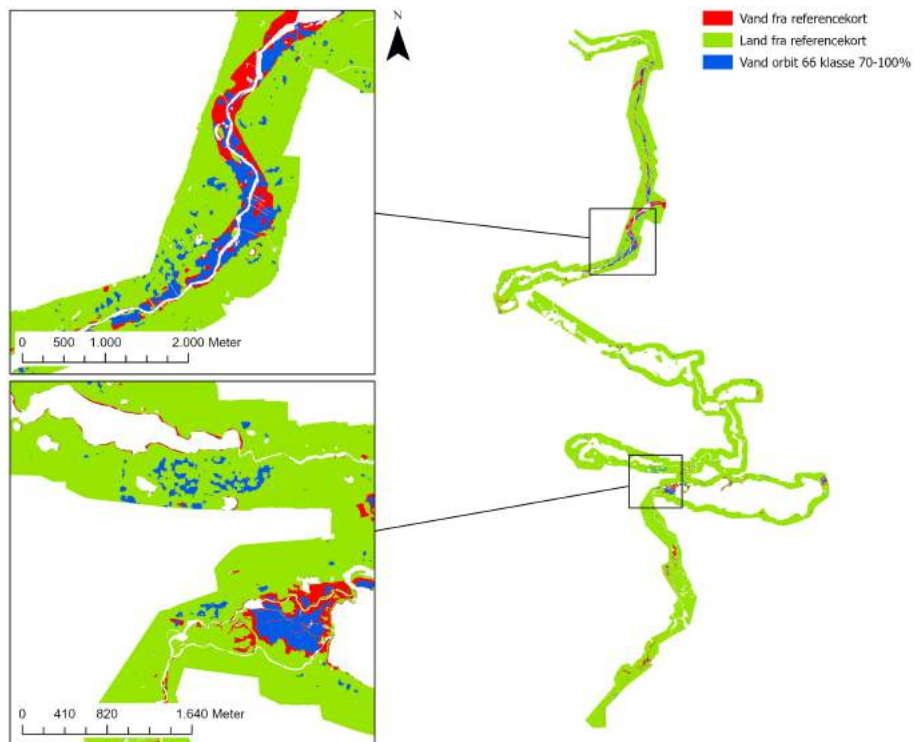 N
Vand fra referencekort
Land fra referencekort
Vand orbit 66 klasse 70-100%
0 500 1.000 2.000 Meter
0 410 820 1.640 Meter